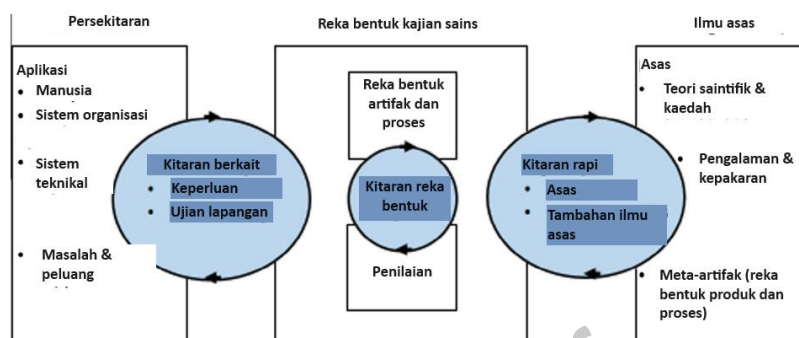 Persekitaran
Reka bentuk kajian sains
Ilmu asas
Aplikasi
• Manusia
• Sistem organisasi
• Sistem
teknikal
• Masalah &
peluang
Kitaran berkait
• Keperluan
• Ujian lapangan
Reka bentuk
artifak dan
proses
Kitaran reka
bentuk
Penilaian
Kitaran rapi
• Asas
• Tambahan ilmu
asas
Asas
• Teori saintifik &
kaedah
• Pengalaman &
kepakaran
• Meta-artifak (reka
bentuk produk dan
proses)